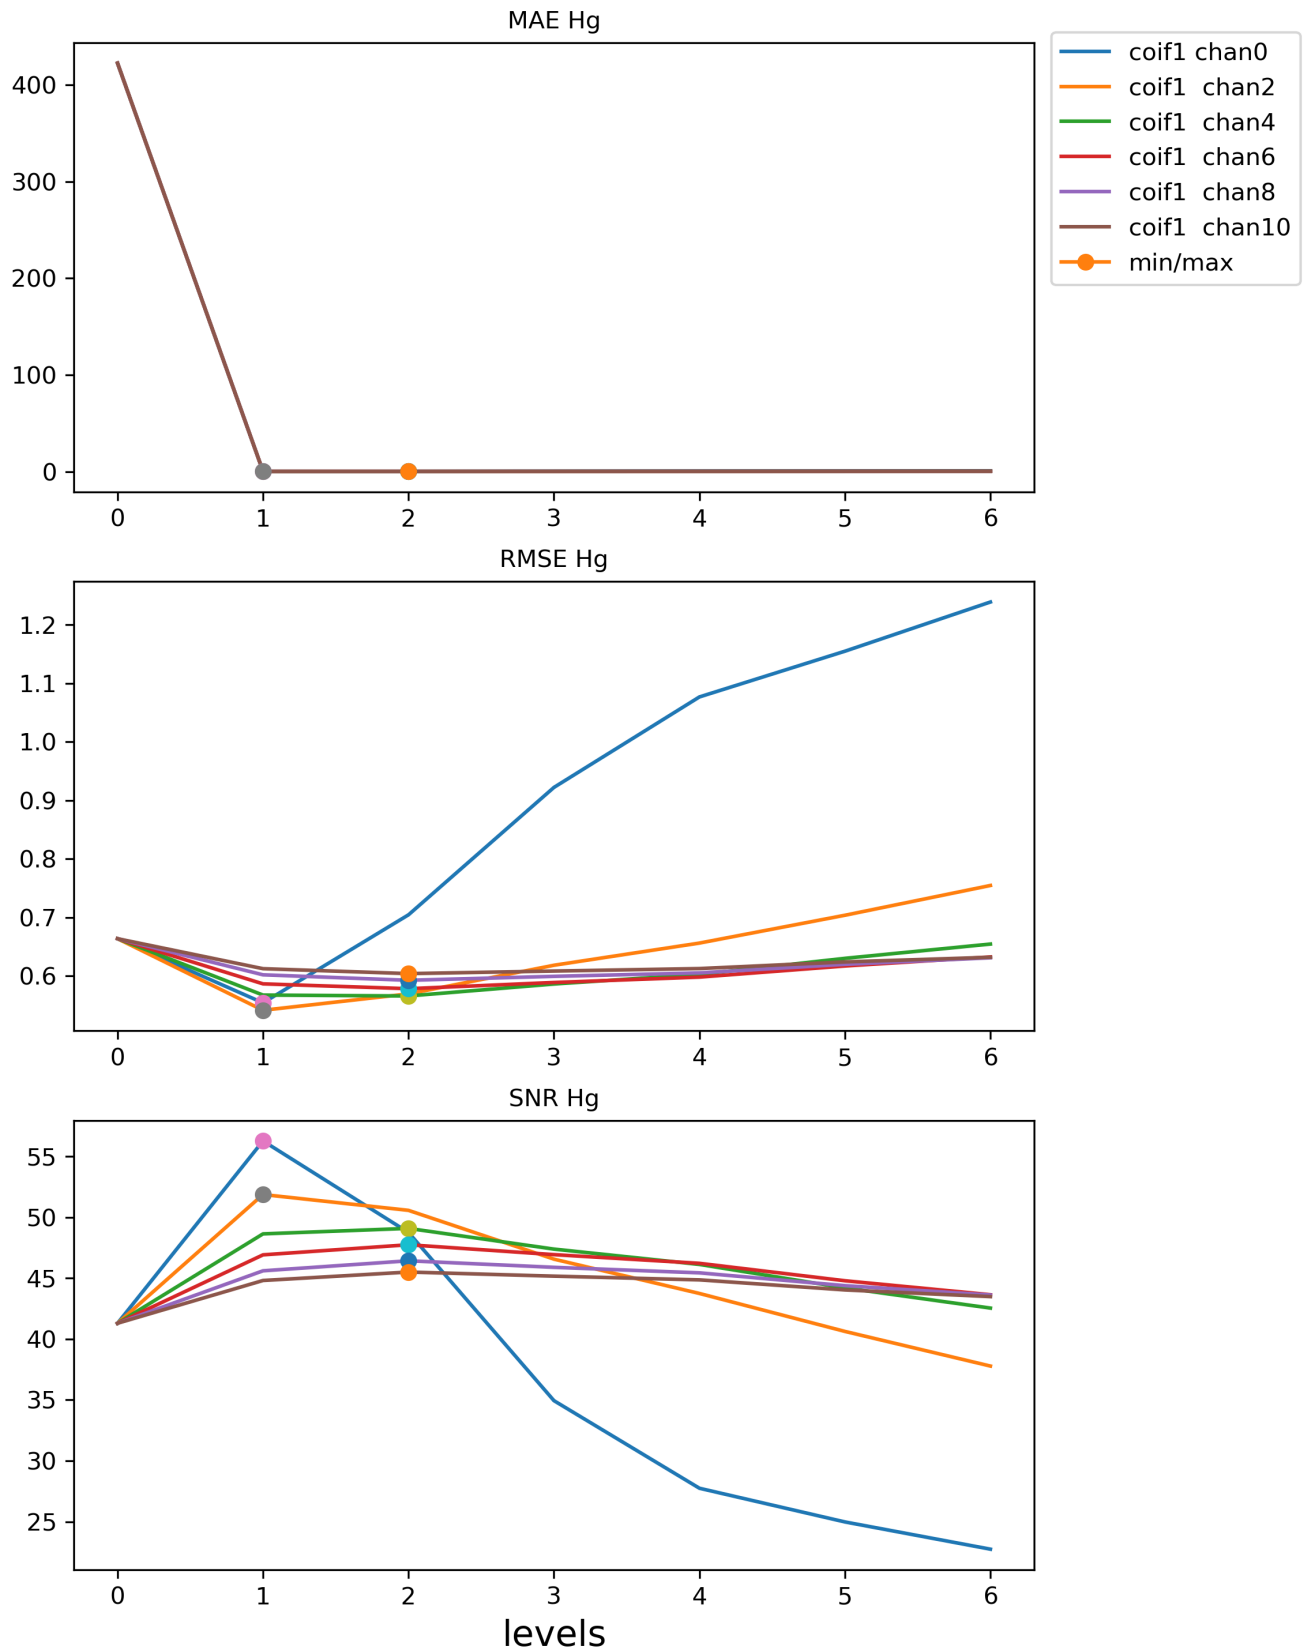 MAE Hg
coif1 chan0
coif1  chan2
coif1  chan4
coif1  chan6
coif1  chan8
coif1  chan10
min/max
400
300
200
100
0
0 1 2 3 4 5 6
RMSE Hg
1.2
1.1
1.0
0.9
0.8
0.7
0.6
0 1 2 3 4 5 6
SNR Hg
55
50
45
40
35
30
25
0 1 2 3 4 5 6
levels